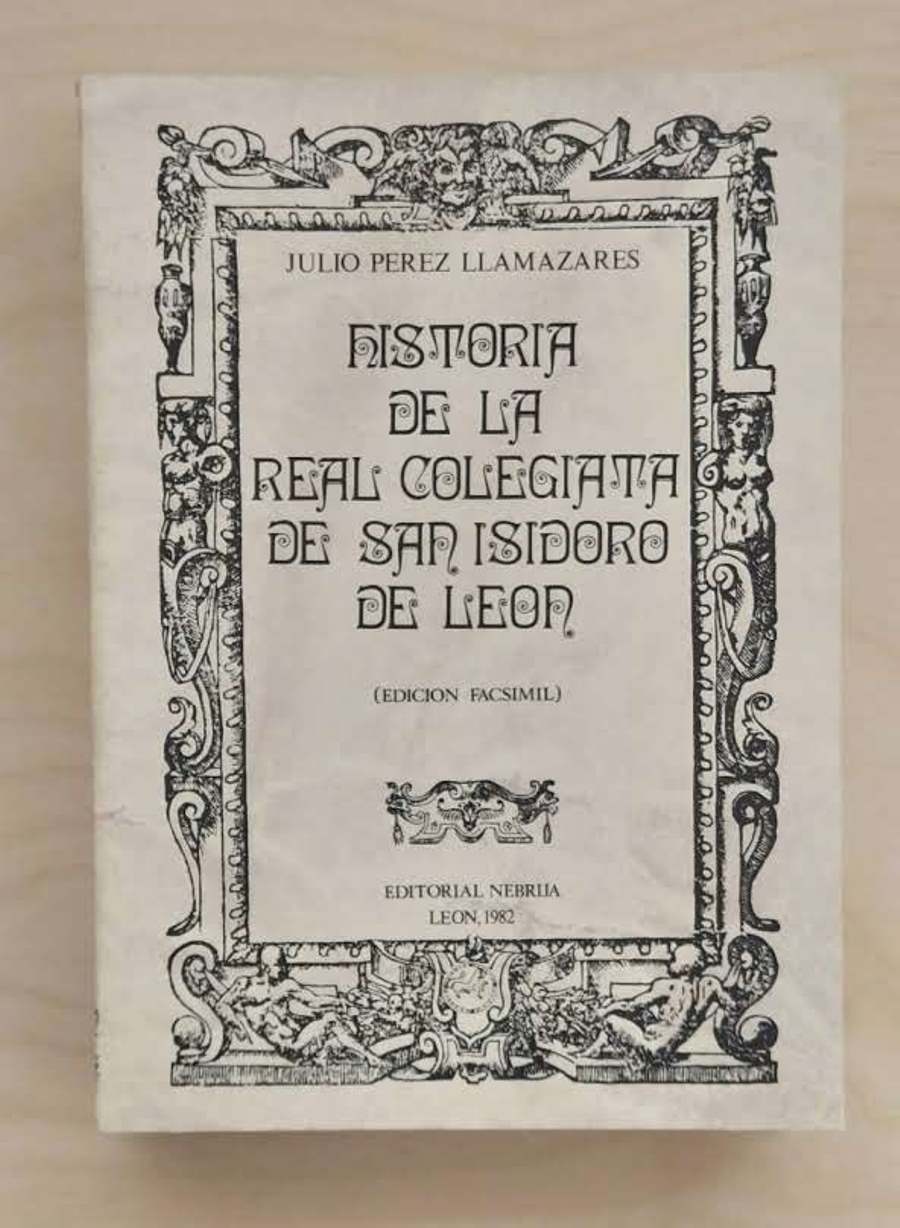 JULIO PEREZ LLAMAZARES
HISTORIA
DE LA
REAL COLEGIATA
DE SAN ISIDORO
DE LEON
(EDICION FACSIMIL)
EDITORIAL NEBRIJA
LEON, 1982